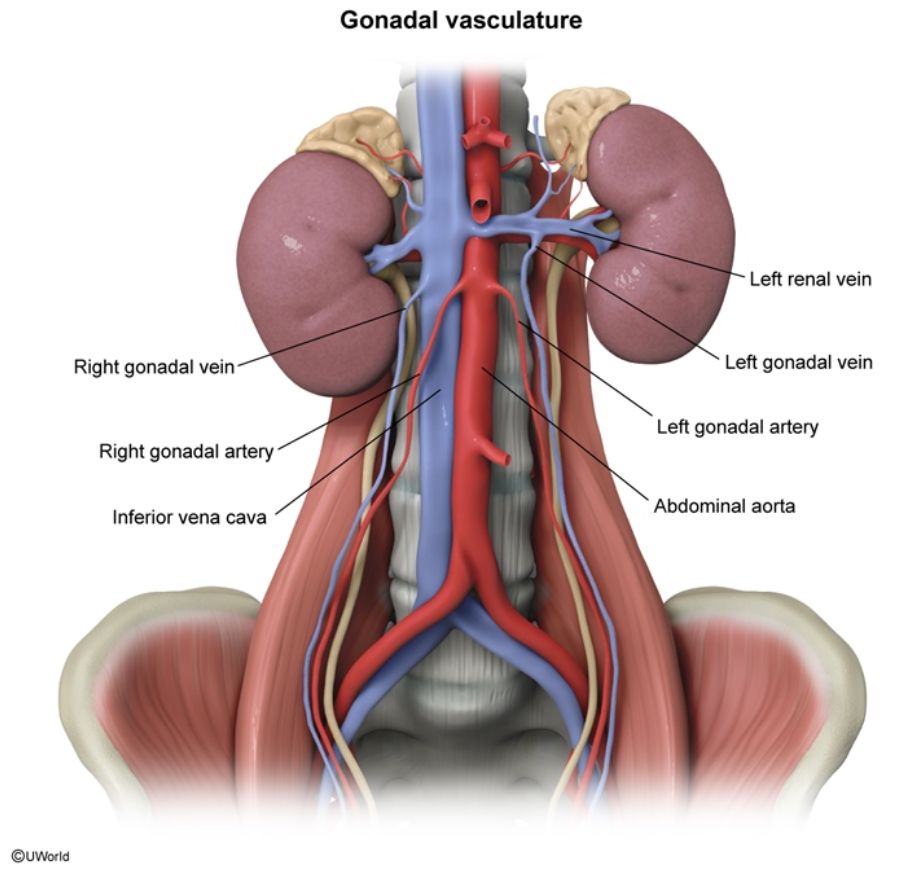 Gonadal vasculature
Left renal vein
Right gonadal vein
Left gonadal vein
Left gonadal artery
Right gonadal artery
Abdominal aorta
Inferior vena cava
©UWorld